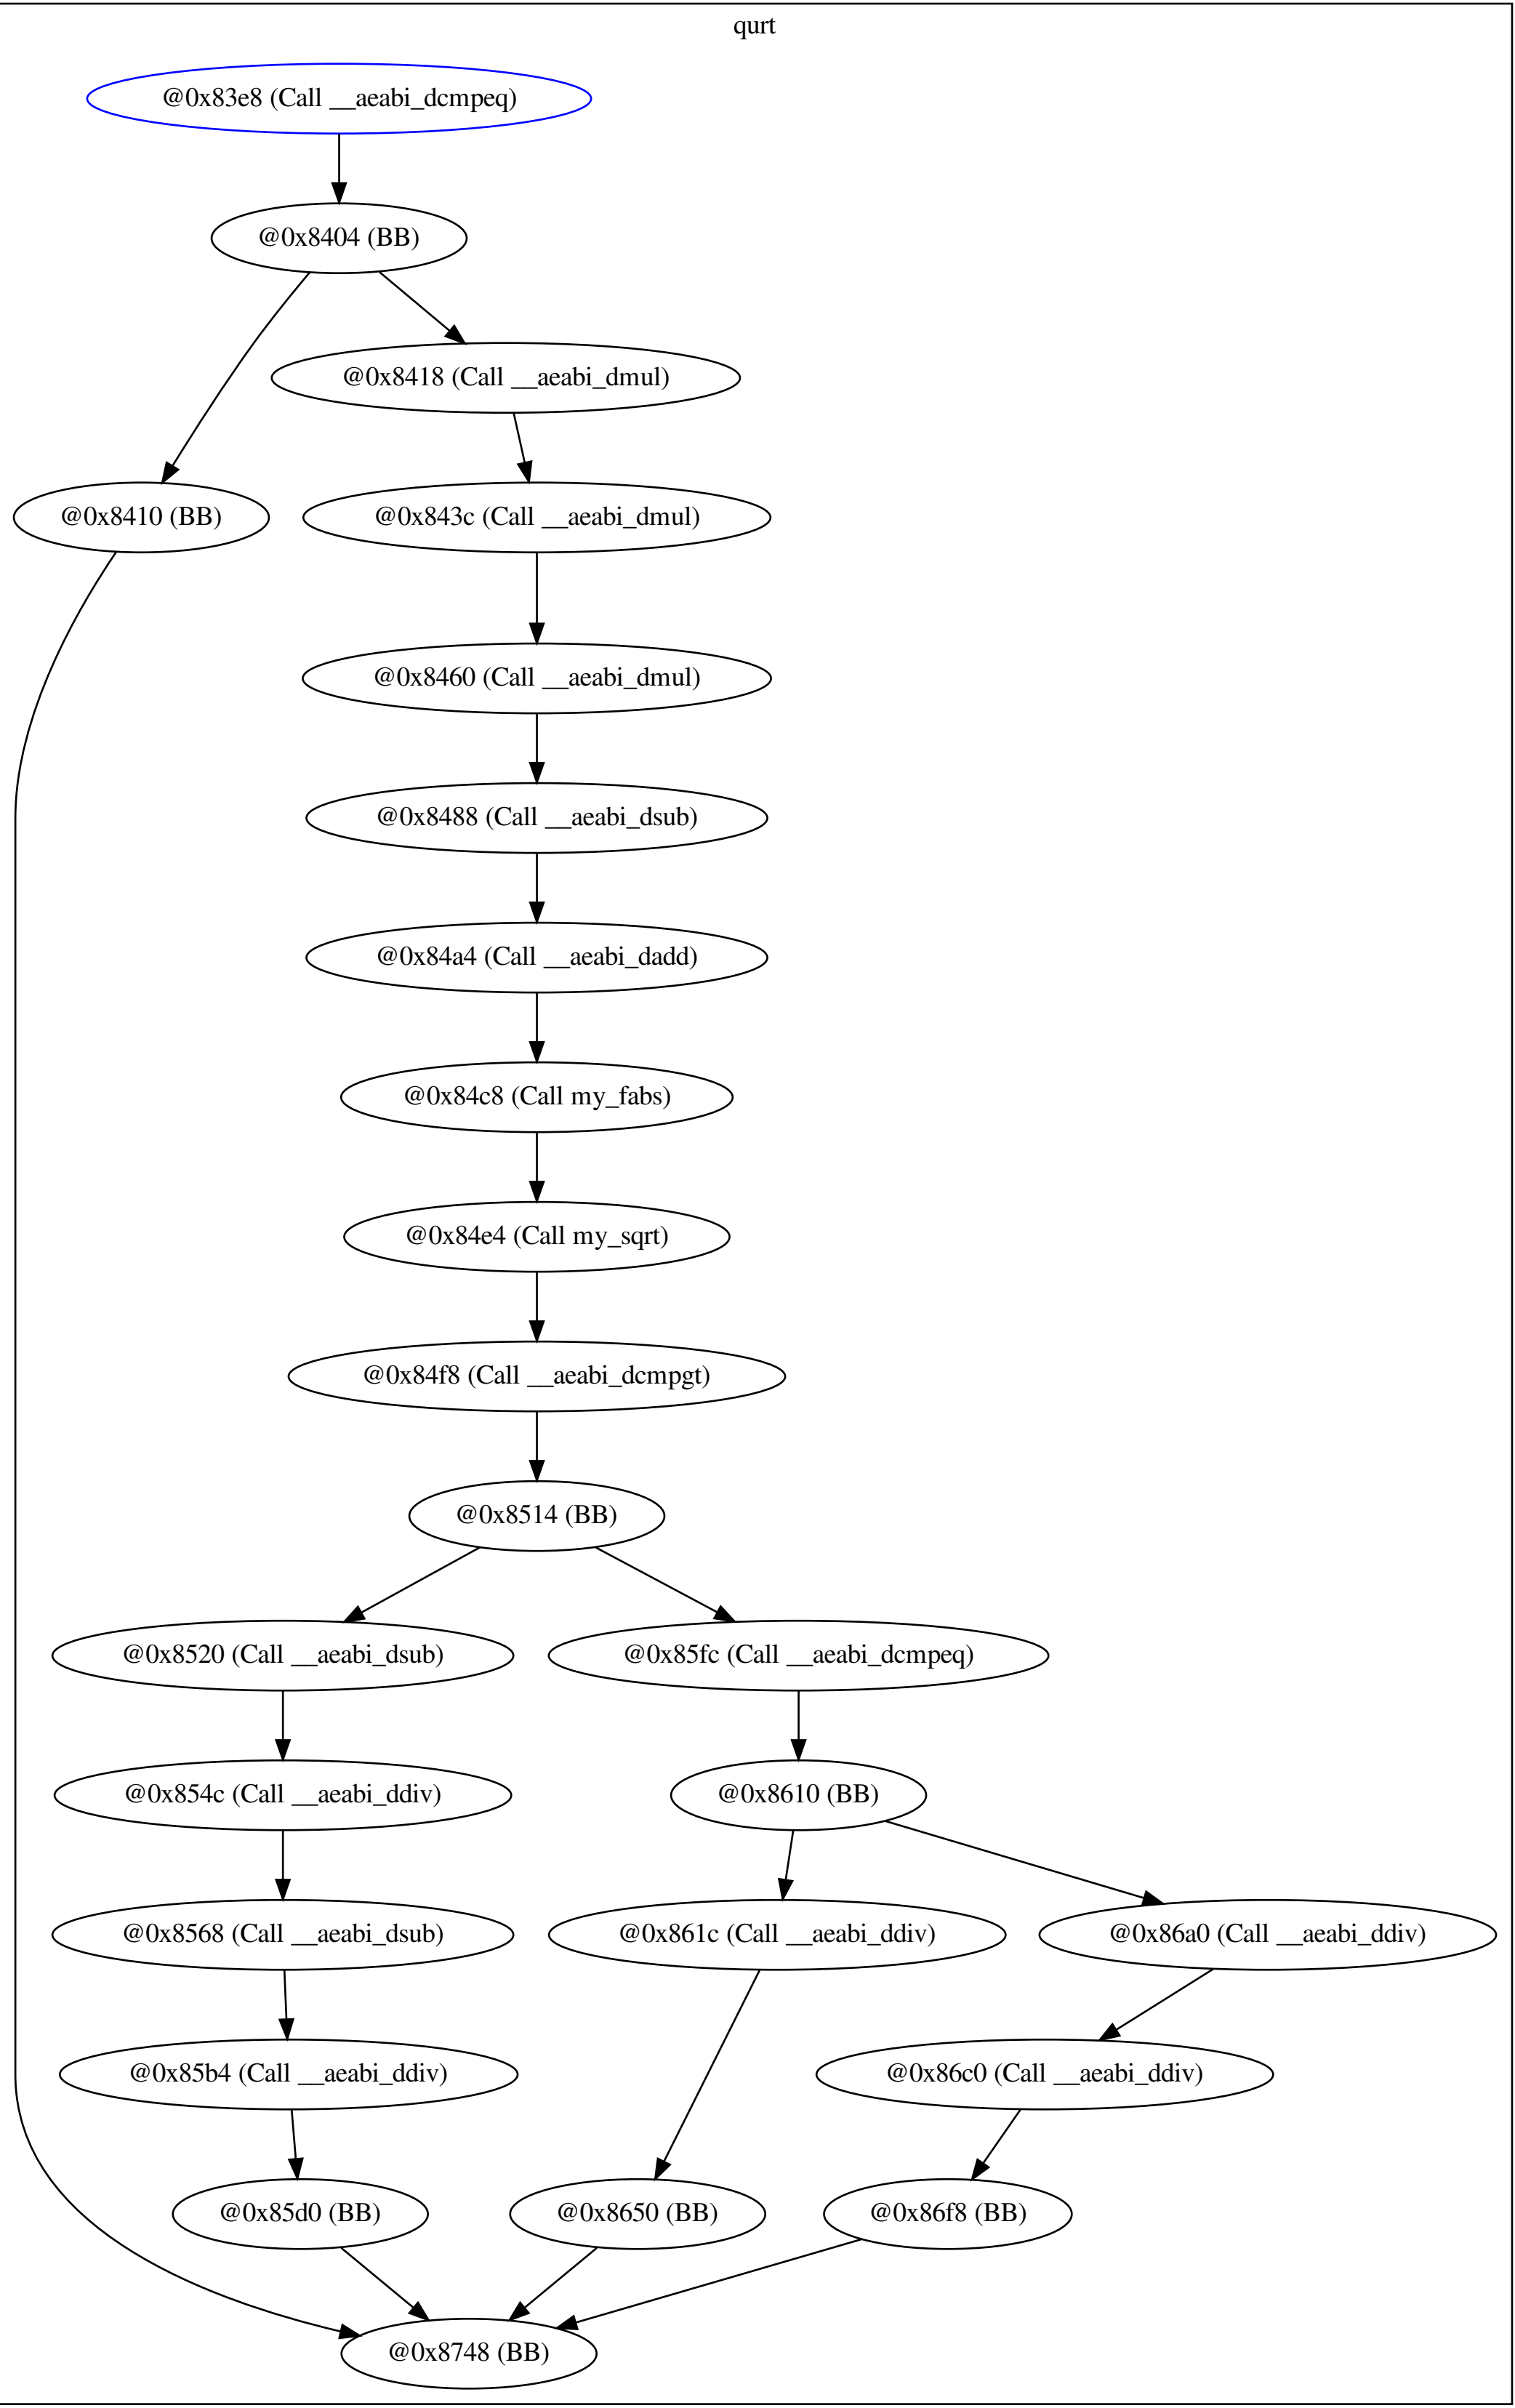 qurt
@0x83e8 (Call __aeabi_dcmpeq)
@0x8404 (BB)
@0x8418 (Call __aeabi_dmul)
@0x8410 (BB)
@0x843c (Call __aeabi_dmul)
@0x8460 (Call __aeabi_dmul)
@0x8488 (Call __aeabi_dsub)
@0x84a4 (Call __aeabi_dadd)
@0x84c8 (Call my_fabs)
@0x84e4 (Call my_sqrt)
@0x84f8 (Call __aeabi_dcmpgt)
@0x8514 (BB)
@0x8520 (Call __aeabi_dsub)
@0x85fc (Call __aeabi_dcmpeq)
@0x854c (Call __aeabi_ddiv)
@0x8610 (BB)
@0x8568 (Call __aeabi_dsub)
@0x861c (Call __aeabi_ddiv)
@0x86a0 (Call __aeabi_ddiv)
@0x85b4 (Call __aeabi_ddiv)
@0x86c0 (Call __aeabi_ddiv)
@0x85d0 (BB)
@0x8650 (BB)
@0x86f8 (BB)
@0x8748 (BB)